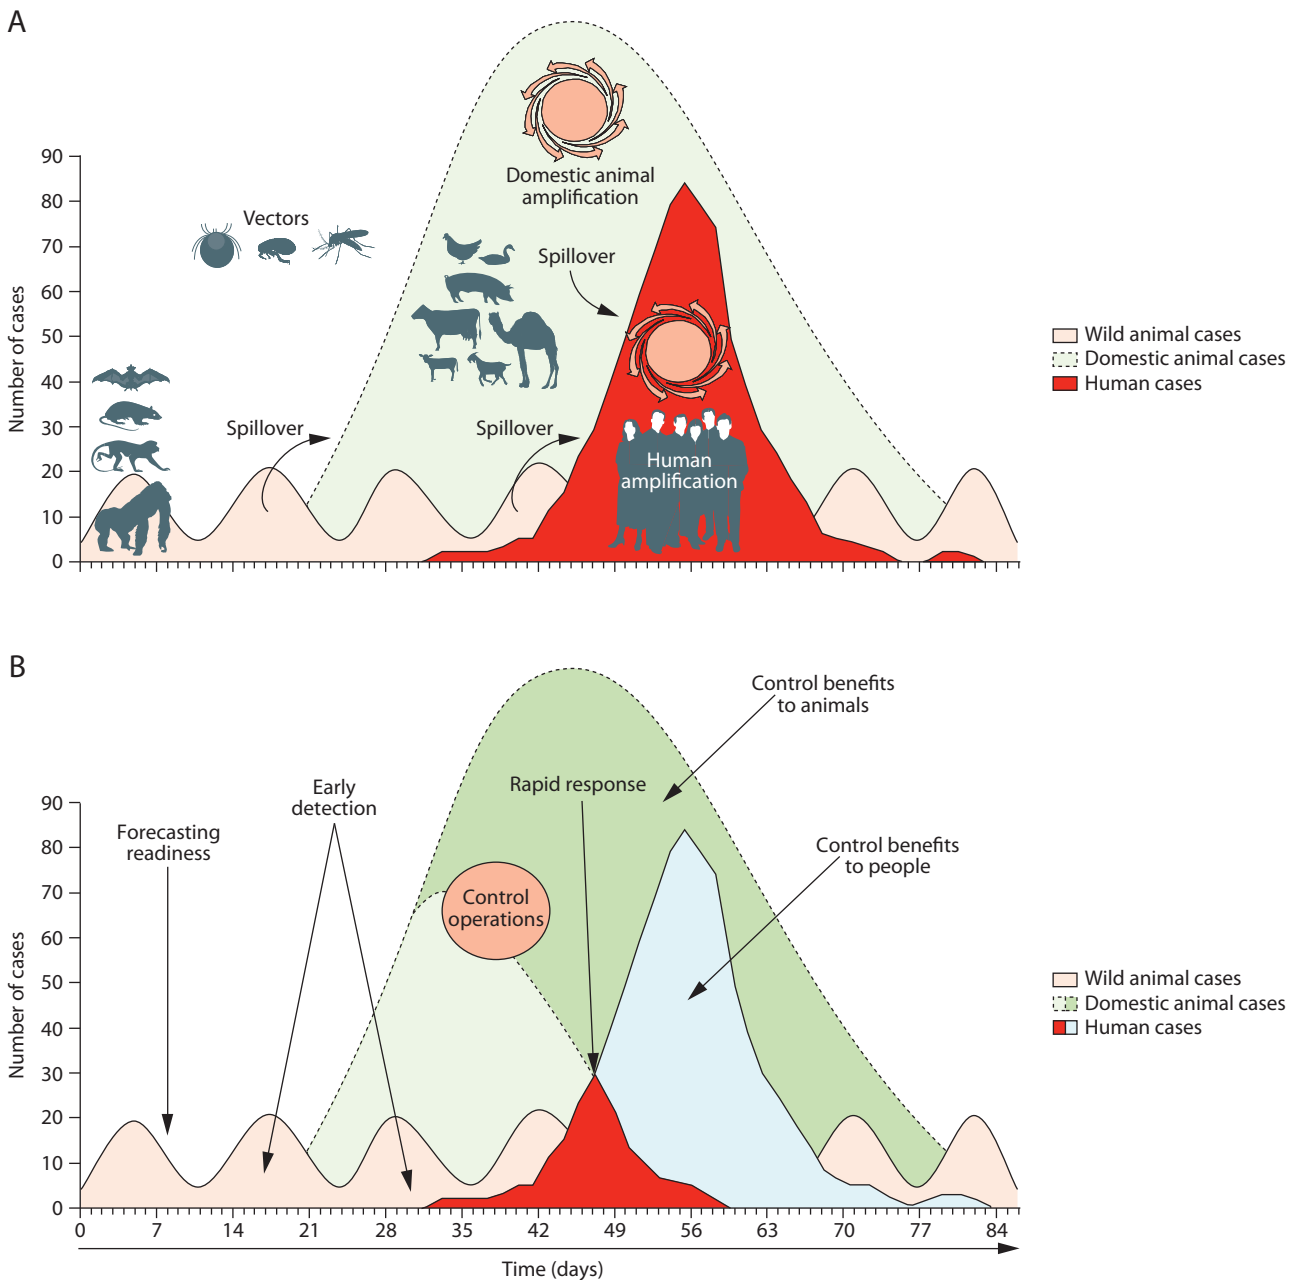 A
Number of cases
90
80
70
60
50
40
30
20
10
0
Vectors
Domestic animal
amplification
Spillover
Spillover
Spillover
Human
amplification
Wild animal cases
Domestic animal cases
Human cases
B
Number of cases
90
80
70
60
50
40
30
20
10
0
Forecasting
readiness
Early
detection
Rapid response
Control
operations
Control benefits
to animals
Control benefits
to people
Wild animal cases
Domestic animal cases
Human cases
0 7 14 21 28 35 42 49 56 63 70 77 84
Time (days)